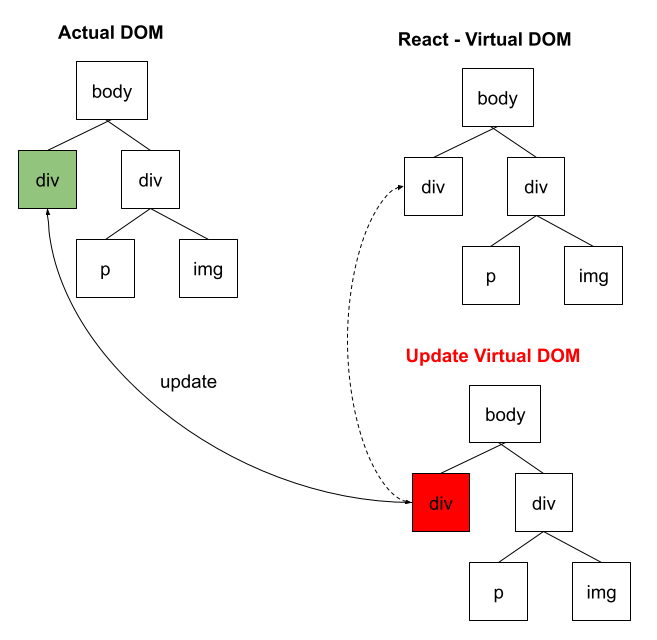 Actual DOM
body
div
div
p
img
update
React - Virtual DOM
body
div
div
p
img
Update Virtual DOM
body
div
div
p
img